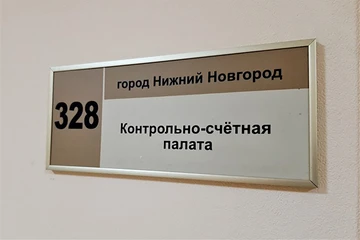 328
город Нижний Новгород
Контрольно-счётная
палата